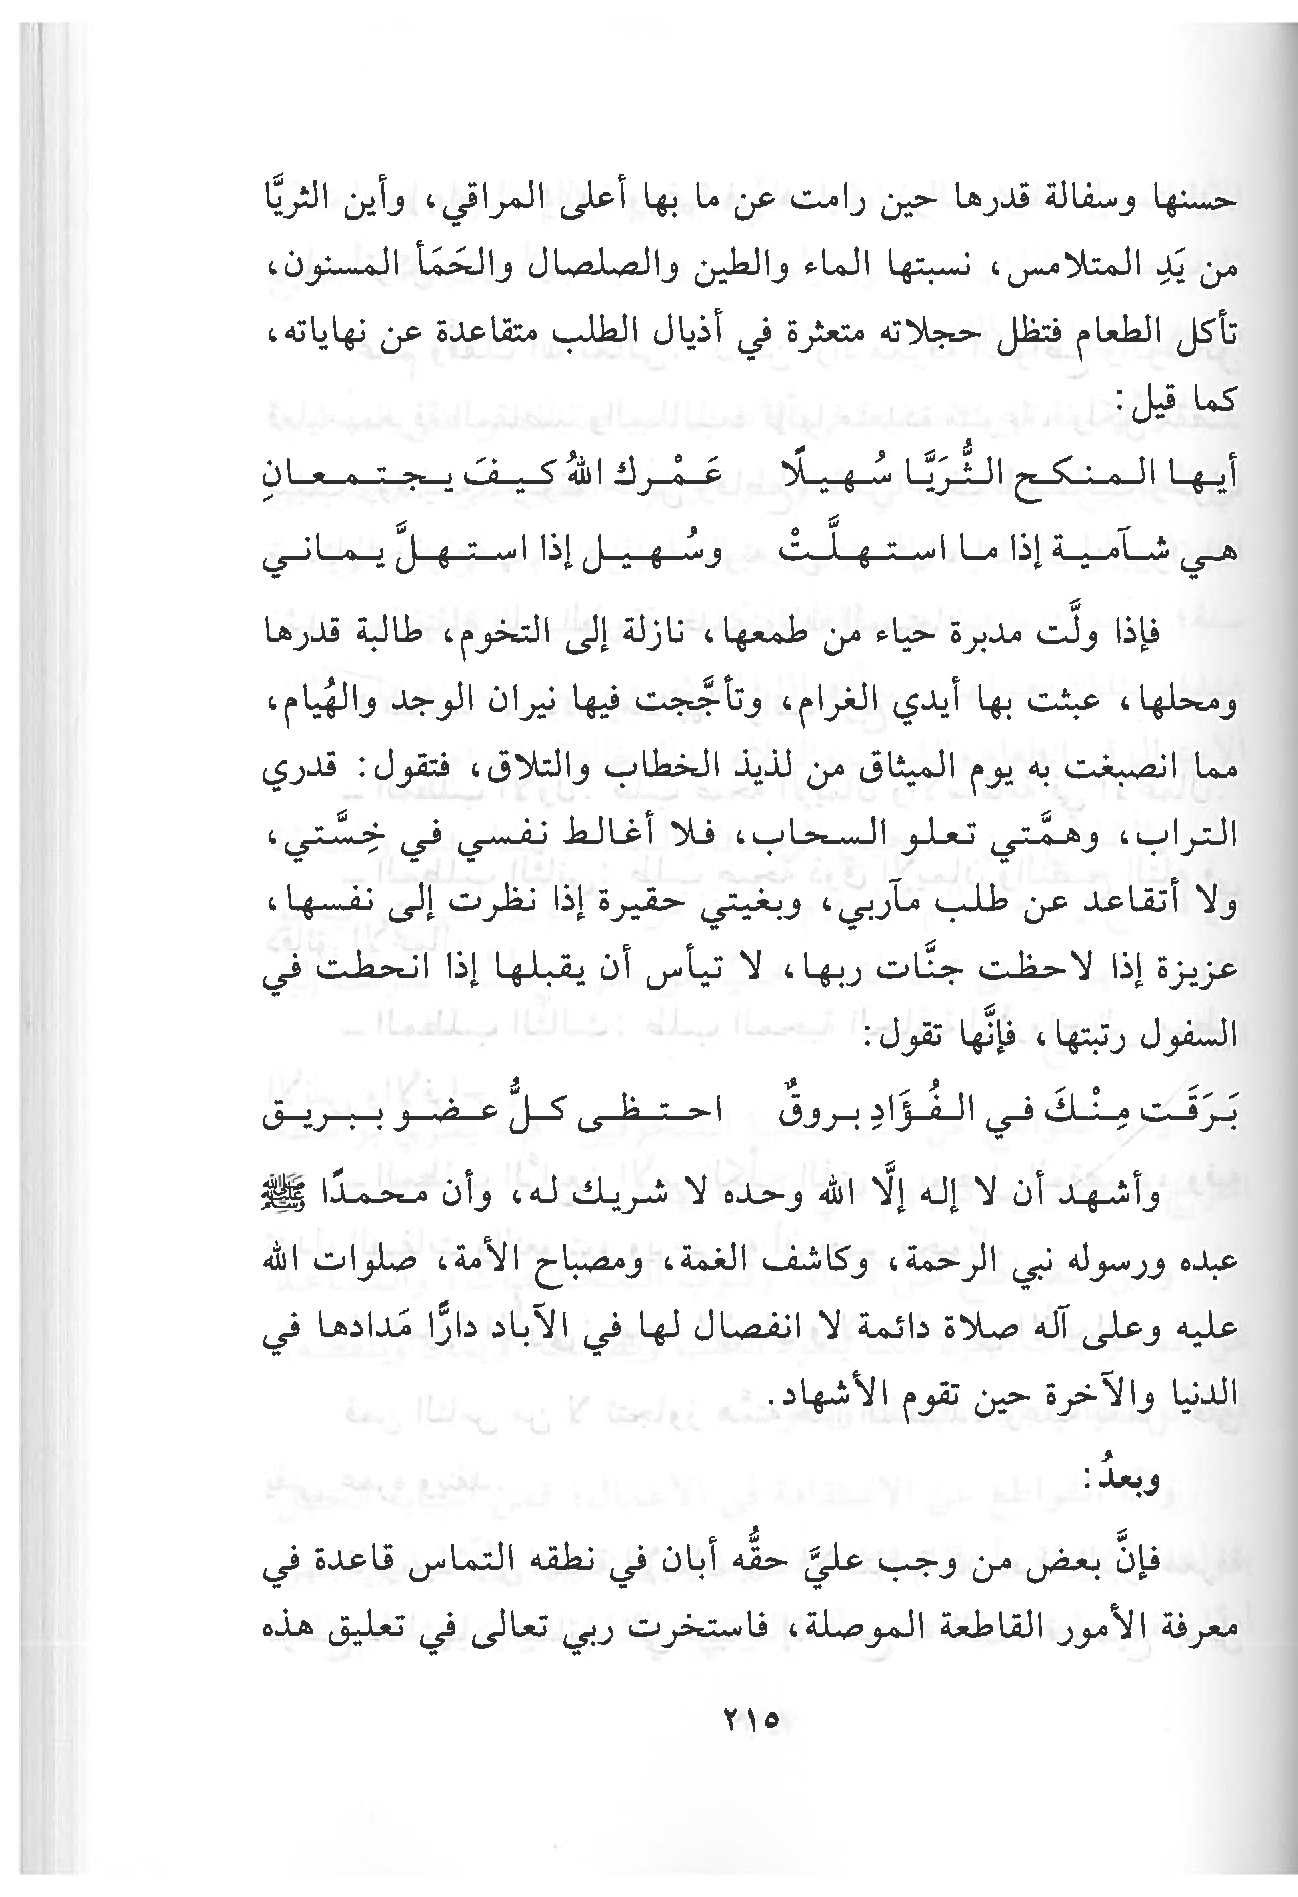 حسنها وسفالة قدرها حين رامت عن ما بها أعلى المراقي، وأين الثريَّا
من يَدِ المتلامس، نسبتها الماء والطين والصلصال والحَمَأ المسنون،
تأكل الطعام فتظل حجلاته متعثرة في أذيال الطلب متقاعدة عن نهاياته،
كما قيل:
أيها المنكح الثُّرَيَّا سُهيلًا عَمْرك اللهُ كيفَ يجتمعانِ
هي شآمية إذا ما استهلَّتْ وسُهيل إذا استهلَّ يماني
فإذا ولَّت مدبرة حياء من طمعها، نازلة إلى التخوم، طالبة قدرها
ومحلها، عبثت بها أيدي الغرام، وتأجَّجت فيها نيران الوجد والهُيام،
مما انصبغت به يوم الميثاق من لذيذ الخطاب والتلاق، فتقول: قدري
التراب، وهمَّتي تعلو السحاب، فلا أغالط نفسي في خِسَّتي،
ولا أتقاعد عن طلب مآربي، وبغيتي حقيرة إذا نظرت إلى نفسها،
عزيزة إذا لاحظت جنَّات ربها، لا تيأس أن يقبلها إذا انحطت في
السفول رتبتها، فإنَّها تقول:
بَرَقَت مِنْكَ في الفُؤَادِ بروقٌ احتظى كلُّ عضو ببريق
وأشهد أن لا إله إلَّا الله وحده لا شريك له، وأن محمدًا ﷺ
عبده ورسوله نبي الرحمة، وكاشف الغمة، ومصباح الأمة، صلوات الله
عليه وعلى آله صلاة دائمة لا انفصال لها في الآباد دارًّا مَدادها في
الدنيا والآخرة حين تقوم الأشهاد.
وبعدُ:
فإنَّ بعض من وجب عليَّ حقُّه أبان في نطقه التماس قاعدة في
معرفة الأمور القاطعة الموصلة، فاستخرت ربي تعالى في تعليق هذه
٢١٥